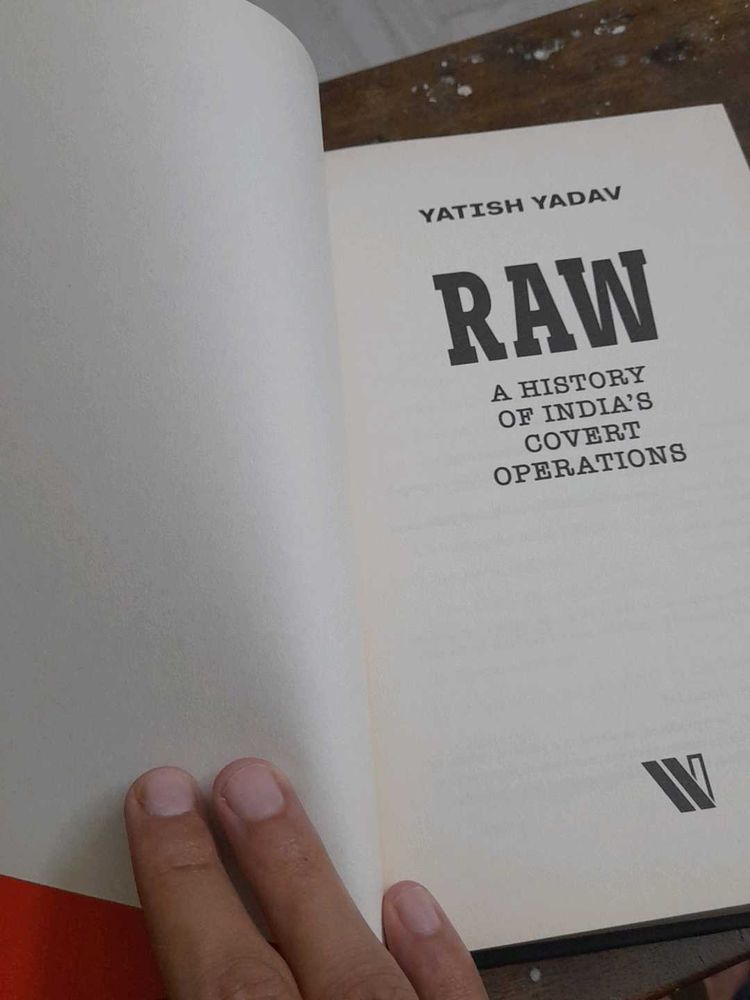 YATISH YADAV
RAW
A HISTORY
OF INDIA'S
COVERT
OPERATIONS
W